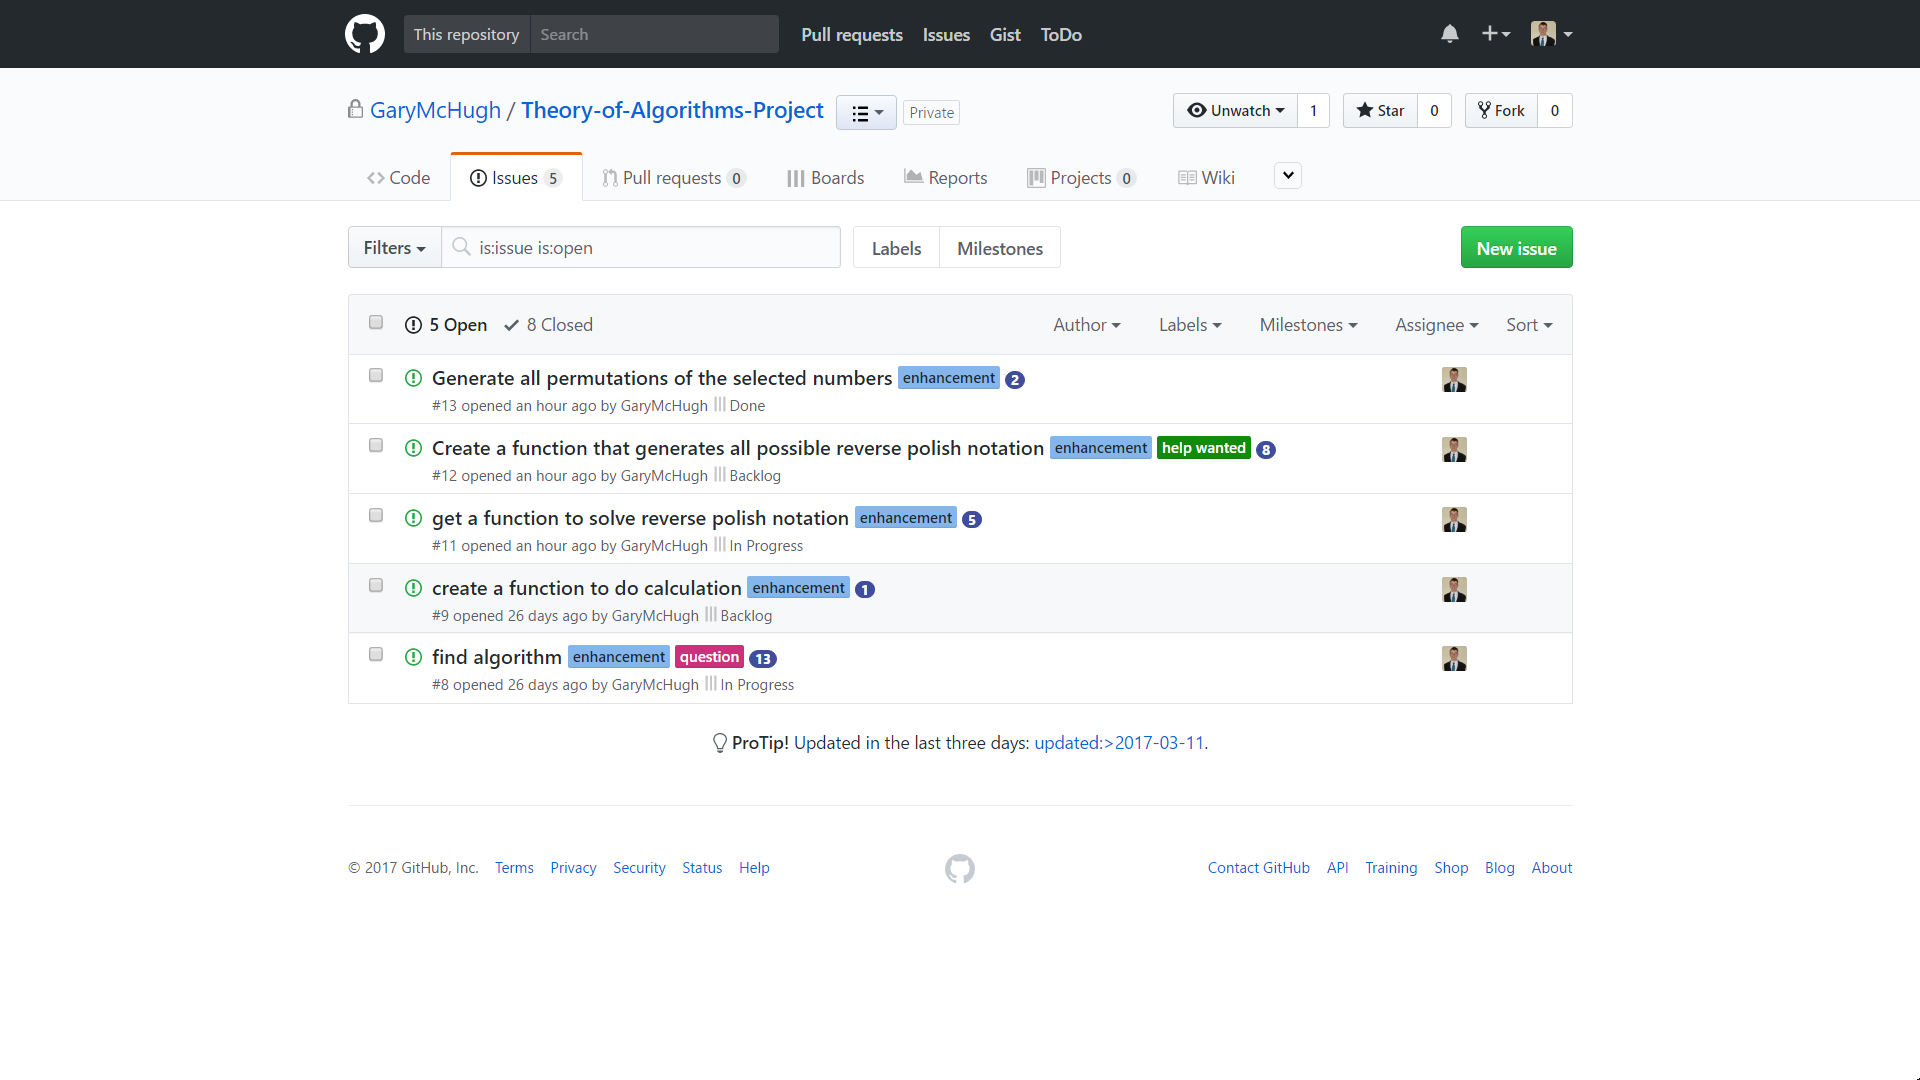 This repository Search Pull requests Issues Gist ToDo
GaryMcHugh / Theory-of-Algorithms-Project Private Unwatch 1 Star 0 Fork 0
Code Issues 5 Pull requests 0 Boards Reports Projects 0 Wiki
Filters is:issue is:open Labels Milestones New issue
5 Open 8 Closed Author Labels Milestones Assignee Sort
Generate all permutations of the selected numbers enhancement 2
#13 opened an hour ago by GaryMcHugh Done
Create a function that generates all possible reverse polish notation enhancement help wanted 8
#12 opened an hour ago by GaryMcHugh Backlog
get a function to solve reverse polish notation enhancement 5
#11 opened an hour ago by GaryMcHugh In Progress
create a function to do calculation enhancement 1
#9 opened 26 days ago by GaryMcHugh Backlog
find algorithm enhancement question 13
#8 opened 26 days ago by GaryMcHugh In Progress
ProTip! Updated in the last three days: updated:>2017-03-11.
© 2017 GitHub, Inc. Terms Privacy Security Status Help Contact GitHub API Training Shop Blog About